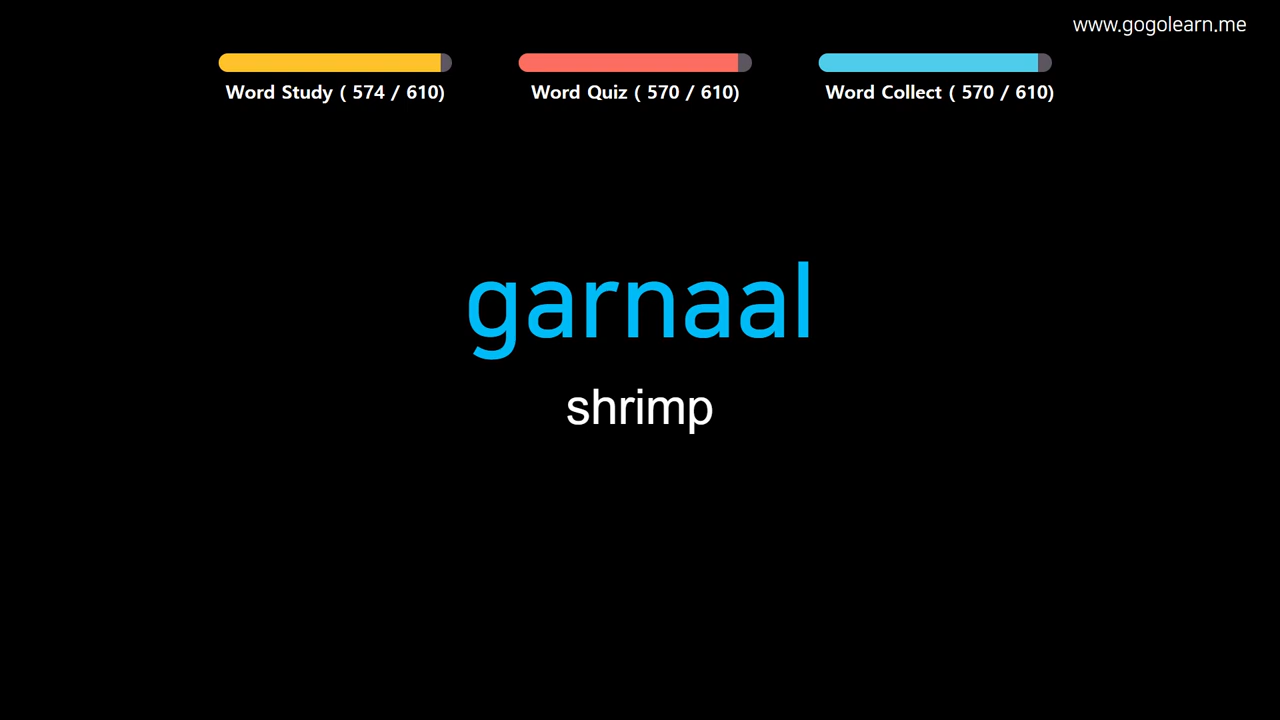 www.gogolearn.me
Word Study ( 574 / 610)
Word Quiz ( 570 / 610)
Word Collect ( 570 / 610)
garnaal
shrimp